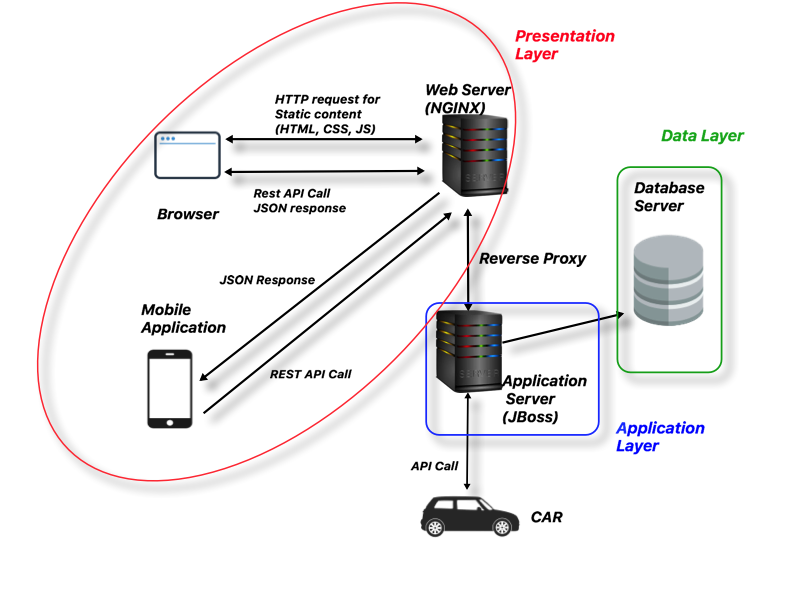 Presentation
Layer
Web Server
(NGINX)
HTTP request for
Static content
(HTML, CSS, JS)
Data Layer
Database
Server
Rest API Call
JSON response
Browser
Reverse Proxy
JSON Response
Mobile
Application
REST API Call
Application
Server
(JBoss)
Application
Layer
API Call
CAR